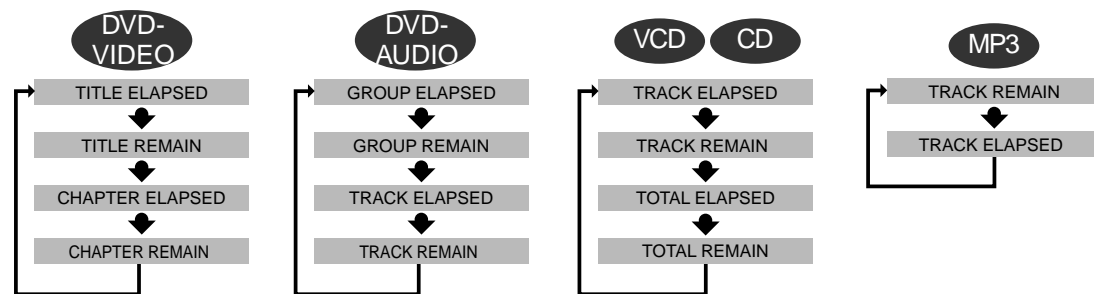 DVD-
VIDEO
TITLE ELAPSED
TITLE REMAIN
CHAPTER ELAPSED
CHAPTER REMAIN
DVD-
AUDIO
GROUP ELAPSED
GROUP REMAIN
TRACK ELAPSED
TRACK REMAIN
VCD CD
TRACK ELAPSED
TRACK REMAIN
TOTAL ELAPSED
TOTAL REMAIN
MP3
TRACK REMAIN
TRACK ELAPSED